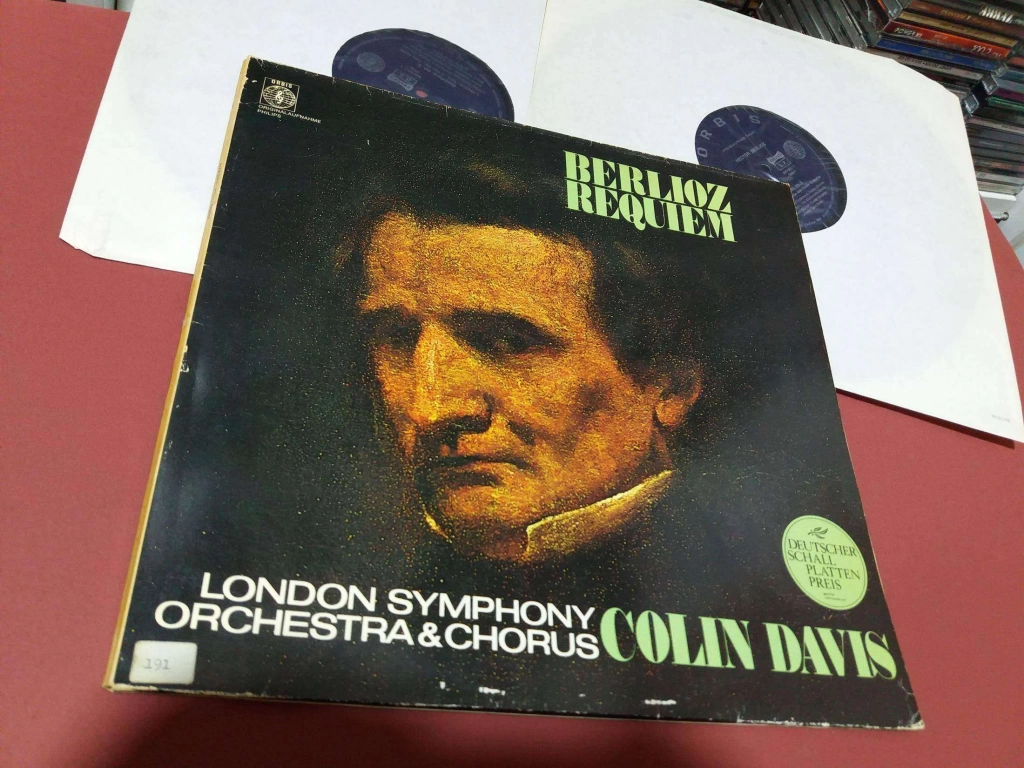 ORBIS
ORIGINALAUFNAHME
PHILIPS
BERLIOZ
REQUIEM
ORBIS
DEUTSCHER
SCHALL
PLATTEN
PREIS
LONDON SYMPHONY
ORCHESTRA & CHORUS
COLIN DAVIS
191